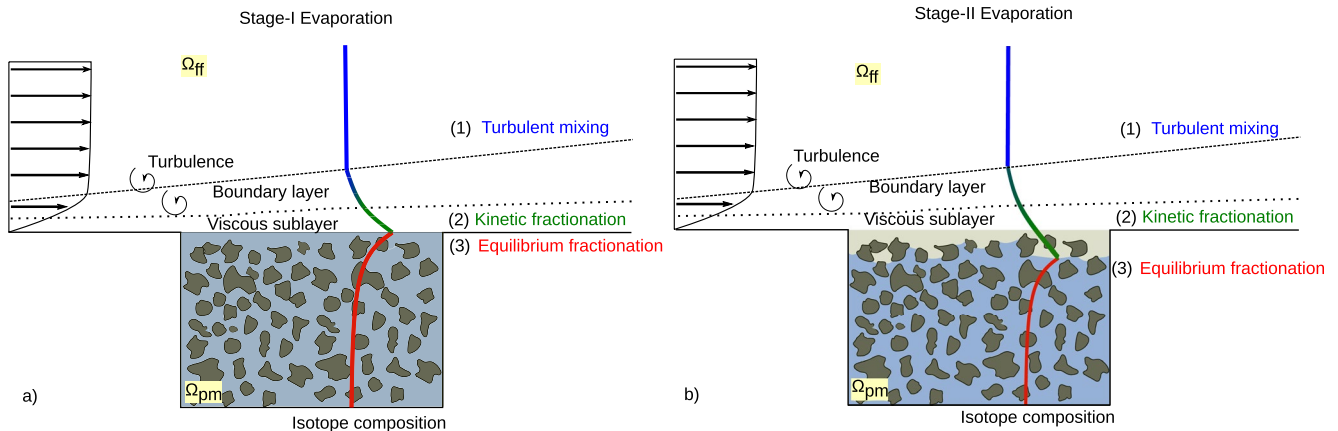 Stage-I Evaporation
Ωff
(1) Turbulent mixing
Turbulence
Boundary layer
Viscous sublayer
(2) Kinetic fractionation
(3) Equilibrium fractionation
Ωpm
a)
Isotope composition
Stage-II Evaporation
Ωff
(1) Turbulent mixing
Turbulence
Boundary layer
Viscous sublayer
(2) Kinetic fractionation
(3) Equilibrium fractionation
Ωpm
b)
Isotope composition